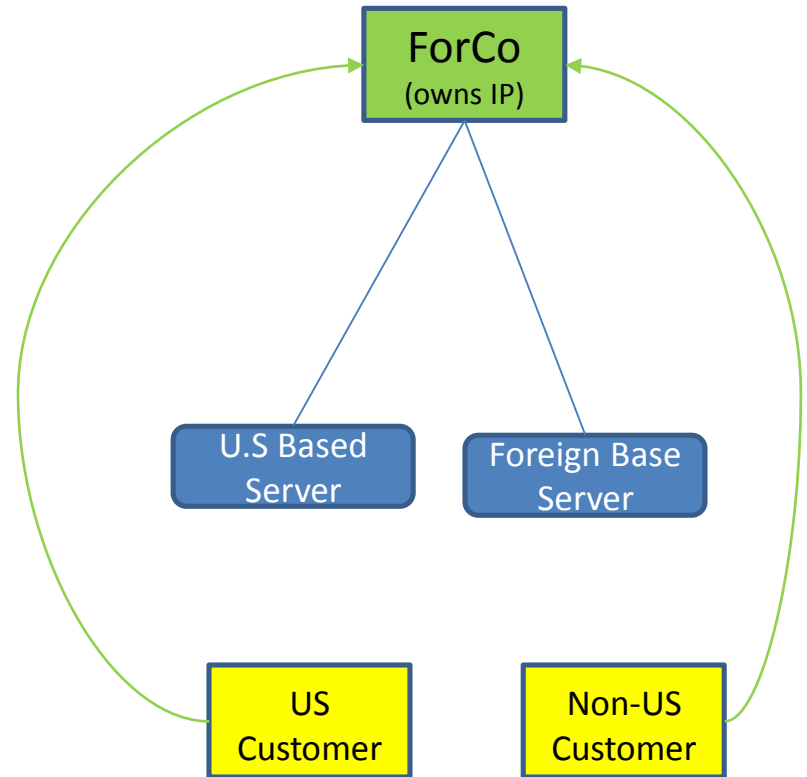 ForCo
(owns IP)
U.S Based
Server
Foreign Base
Server
US
Customer
Non-US
Customer